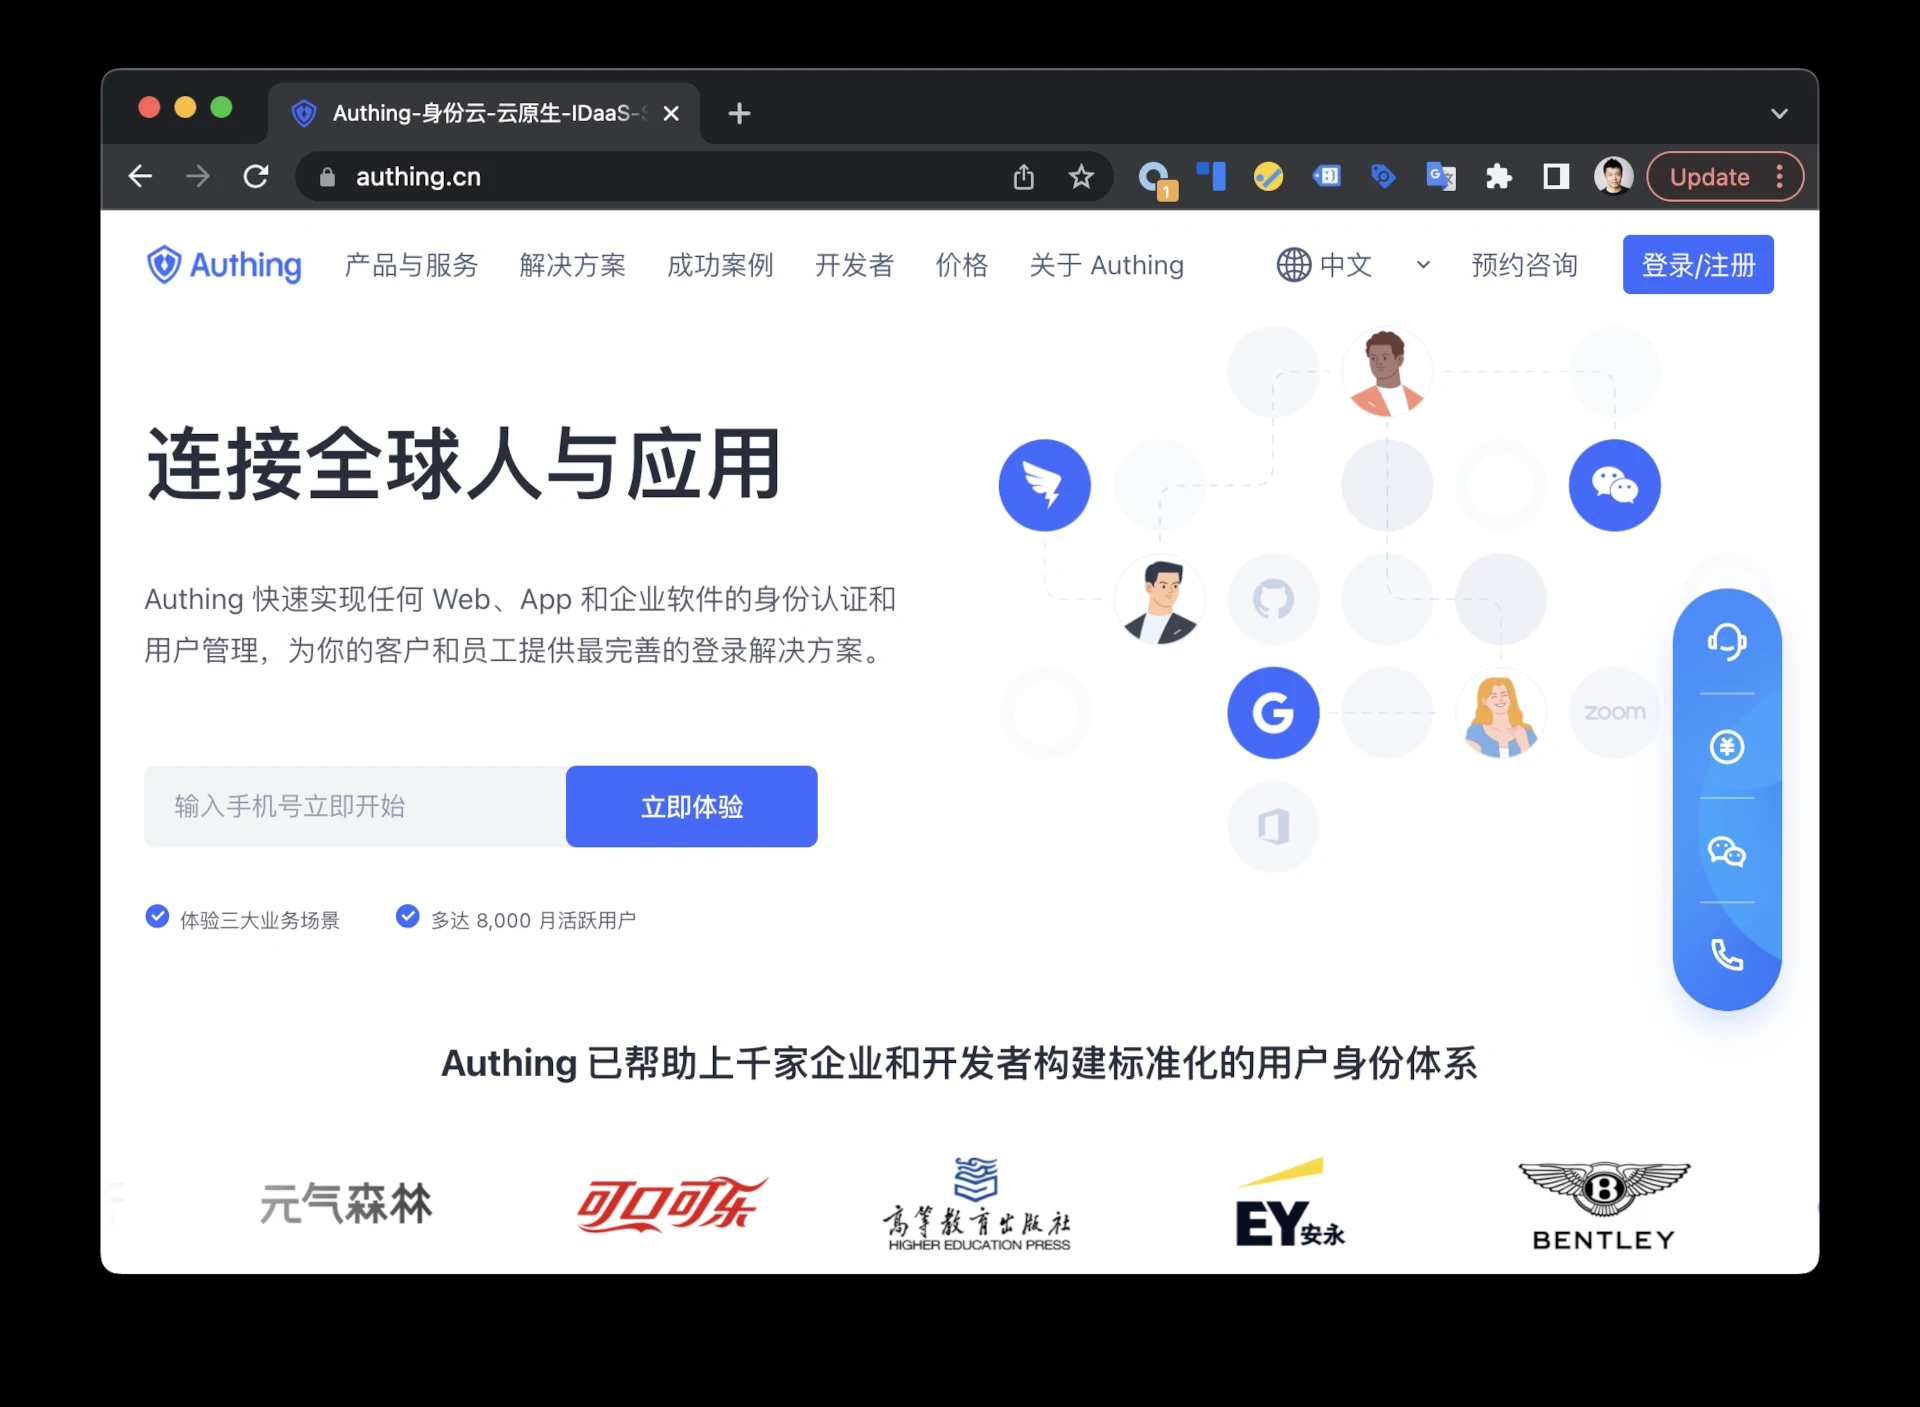 Authing-身份云-云原生-IDaaS-
authing.cn
1
Update
Authing
产品与服务
解决方案
成功案例
开发者
价格
关于 Authing
中文
预约咨询
登录/注册
连接全球人与应用
Authing 快速实现任何 Web、App 和企业软件的身份认证和
用户管理，为你的客户和员工提供最完善的登录解决方案。
zoom
输入手机号立即开始
立即体验
体验三大业务场景
多达 8,000 月活跃用户
Authing 已帮助上千家企业和开发者构建标准化的用户身份体系
元气森林
可口可乐
高等教育出版社
HIGHER EDUCATION PRESS
EY安永
B
BENTLEY